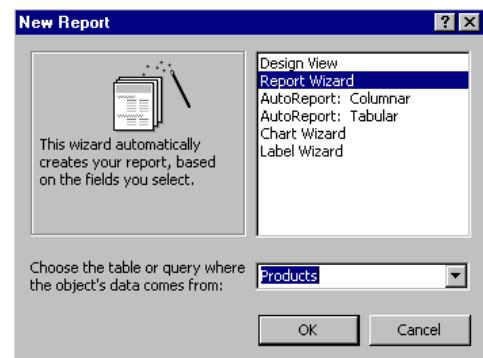 New Report
Design View
Report Wizard
AutoReport: Columnar
AutoReport: Tabular
Chart Wizard
Label Wizard
This wizard automatically
creates your report, based
on the fields you select.
Choose the table or query where
the object's data comes from:
Products
OK
Cancel